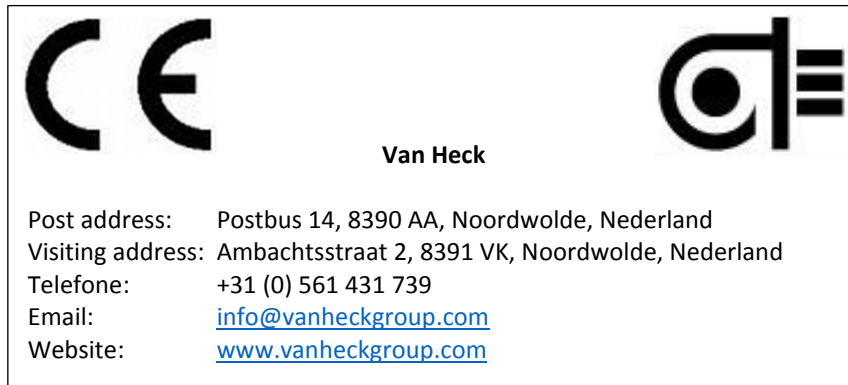 CE
Van Heck
Post address: Postbus 14, 8390 AA, Noordwolde, Nederland
Visiting address: Ambachtsstraat 2, 8391 VK, Noordwolde, Nederland
Telefone: +31 (0) 561 431 739
Email: info@vanheckgroup.com
Website: www.vanheckgroup.com